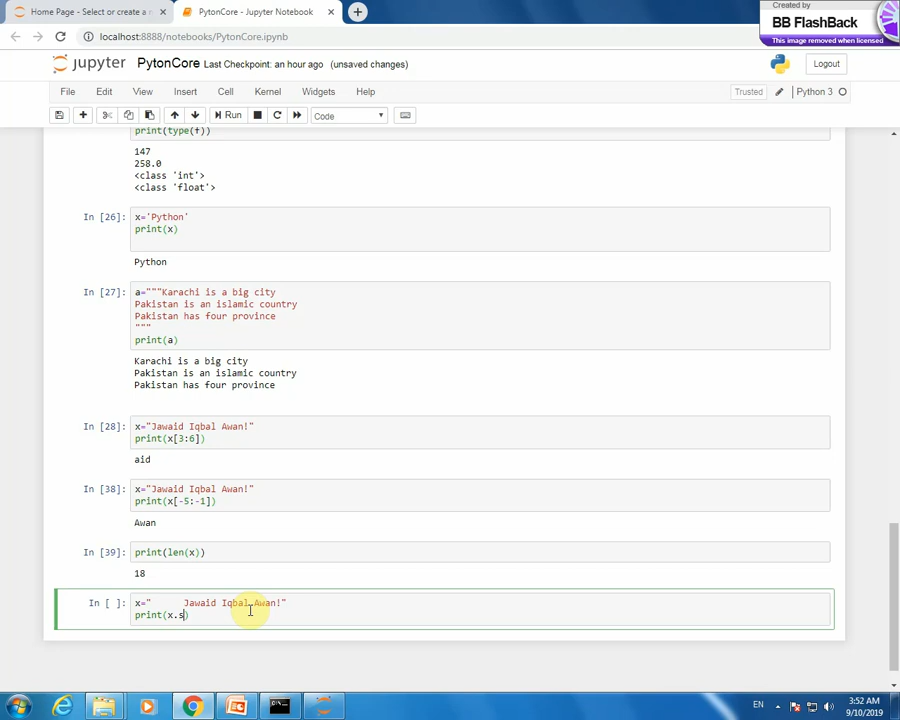 Home Page - Select or create a n
PytonCore - Jupyter Notebook
Created by
BB FlashBack
This image removed when licensed
localhost:8888/notebooks/PytonCore.ipynb
jupyter PytonCore Last Checkpoint: an hour ago (unsaved changes)
Logout
File Edit View Insert Cell Kernel Widgets Help
Trusted
Python 3
Run
Code
print(type(f))
147
258.0
<class 'int'>
<class 'float'>
In [26]: x='Python'
print(x)
Python
In [27]: a="""Karachi is a big city
Pakistan is an islamic country
Pakistan has four province
"""
print(a)
Karachi is a big city
Pakistan is an islamic country
Pakistan has four province
In [28]: x="Jawaid Iqbal Awan!"
print(x[3:6])
aid
In [38]: x="Jawaid Iqbal Awan!"
print(x[-5:-1])
Awan
In [39]: print(len(x))
18
In [ ]: x="      Jawaid Iqbal Awan!"
print(x.s)
EN
3:52 AM
9/10/2019